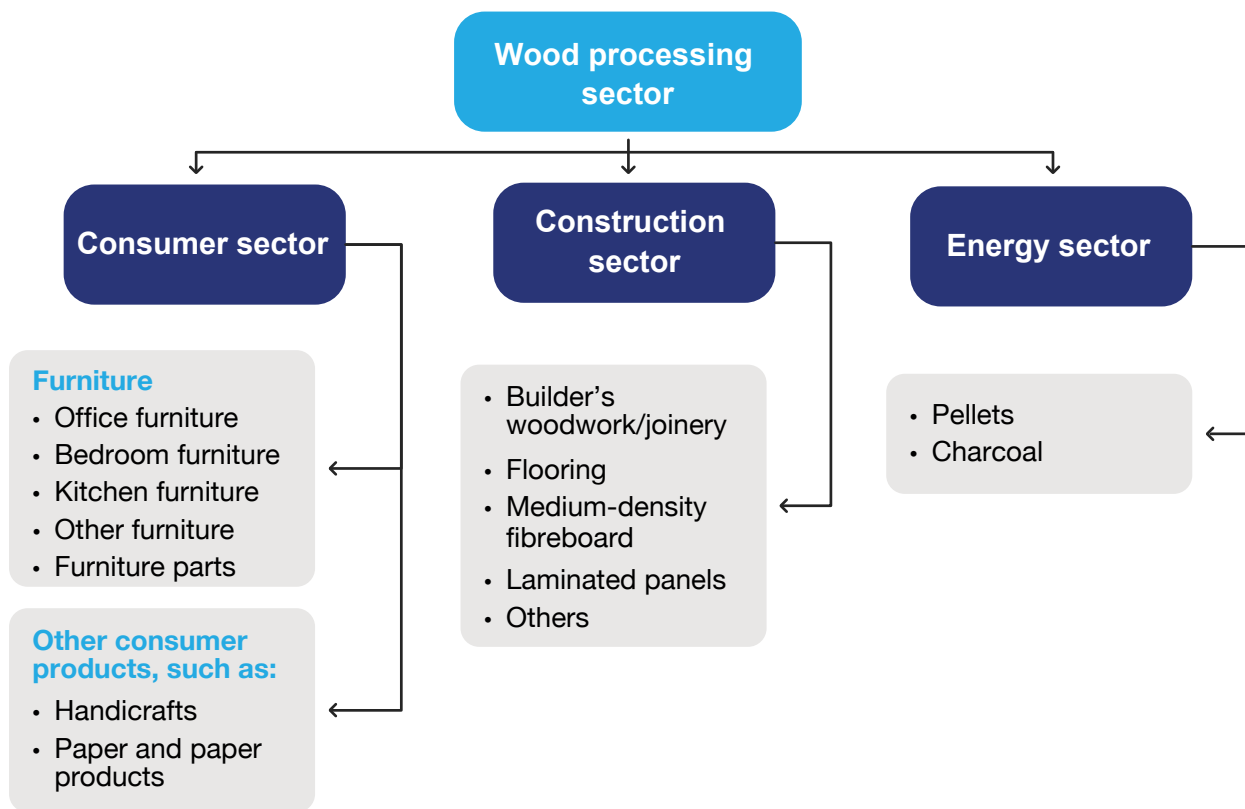 Wood processing
sector
Consumer sector
Construction
sector
Energy sector
Furniture
• Office furniture
• Bedroom furniture
• Kitchen furniture
• Other furniture
• Furniture parts
Other consumer
products, such as:
• Handicrafts
• Paper and paper
products
• Builder’s
woodwork/joinery
• Flooring
• Medium-density
fibreboard
• Laminated panels
• Others
• Pellets
• Charcoal